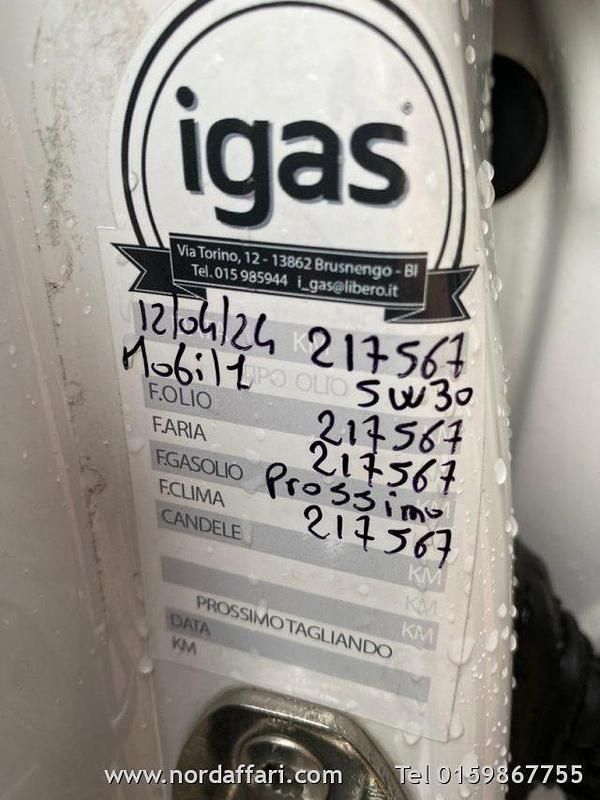 igas®
Via Torino, 12 - 13862 Brusnengo - BI
Tel. 015 985944 i_gas@libero.it
12/04/24 KM 217567
Mobil 1 TIPO OLIO 5W30
F.OLIO 217567
F.ARIA 217567
F.GASOLIO Prossimo
F.CLIMA 217567
CANDELE
KM
KM
KM
PROSSIMO TAGLIANDO
DATA
KM
www.nordaffari.com Tel 0159867755